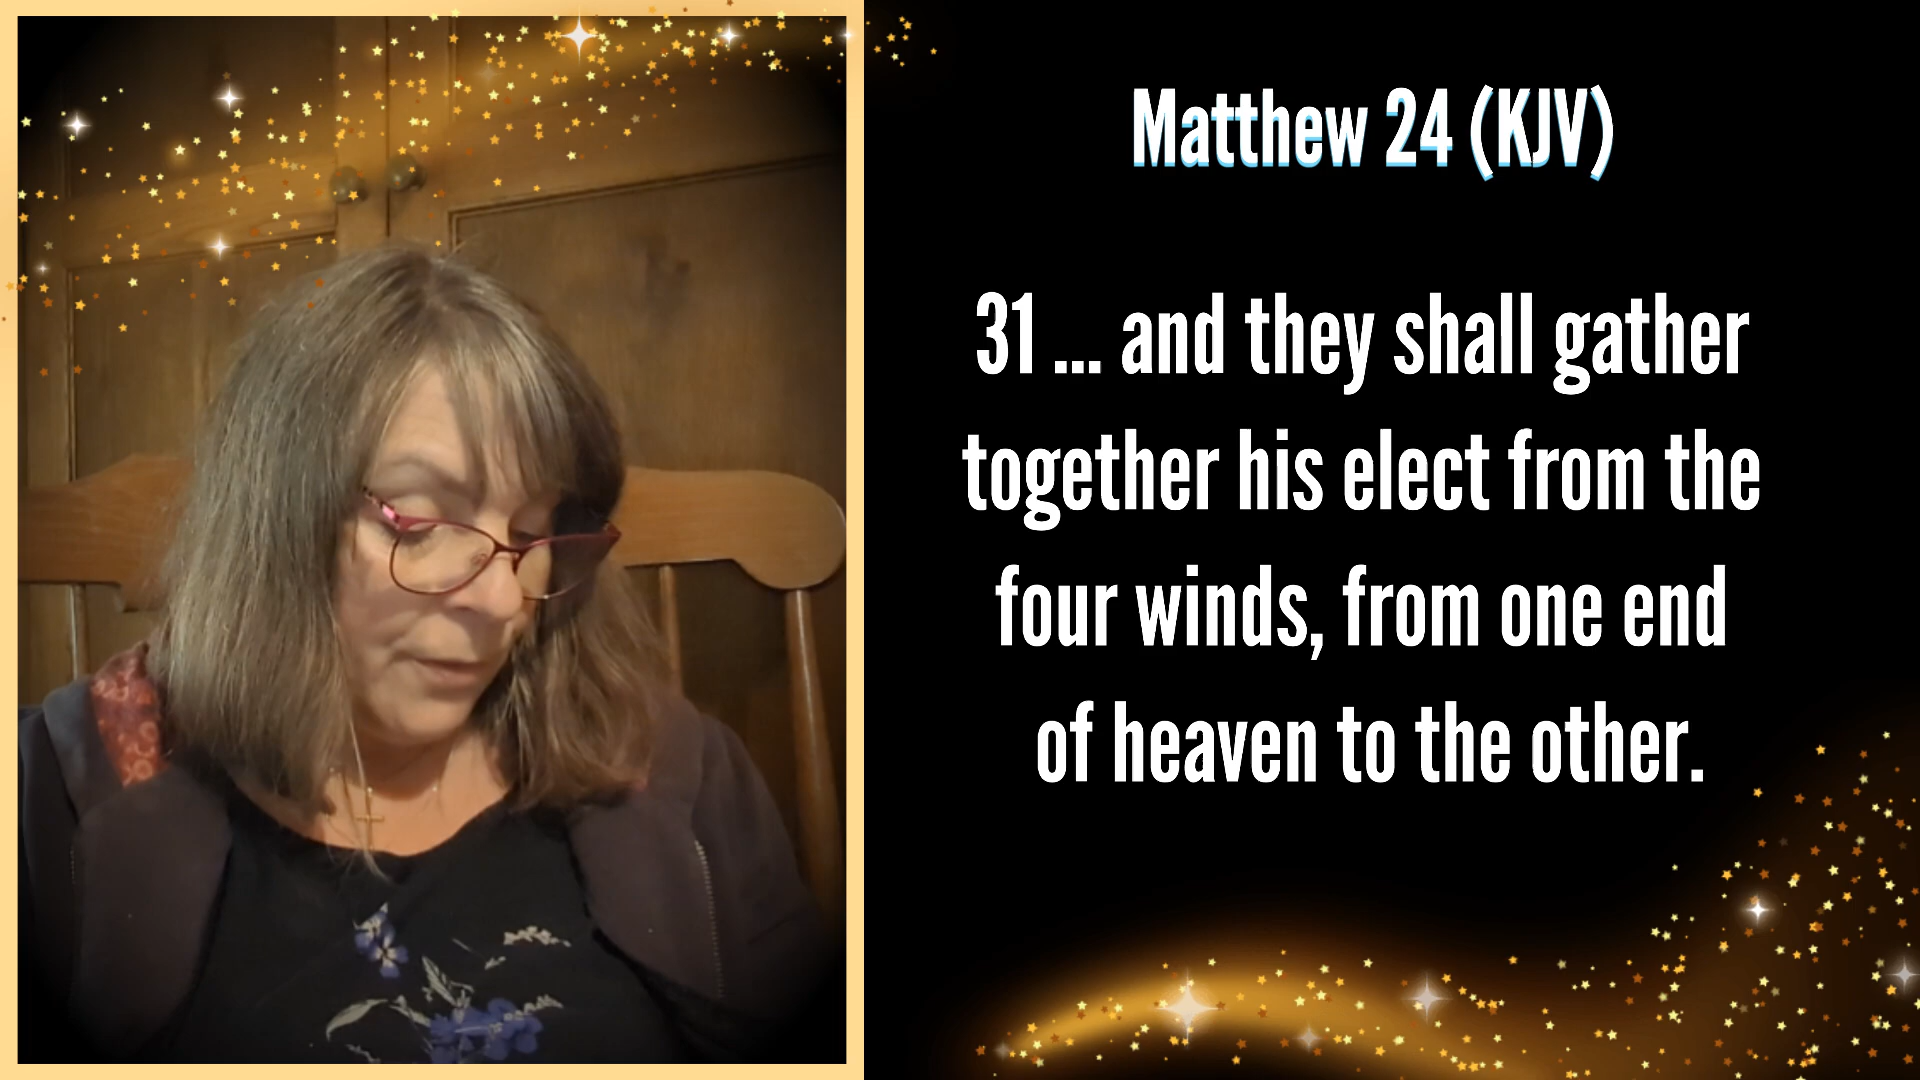 Matthew 24 (KJV)
31 ... and they shall gather
together his elect from the
four winds, from one end
of heaven to the other.